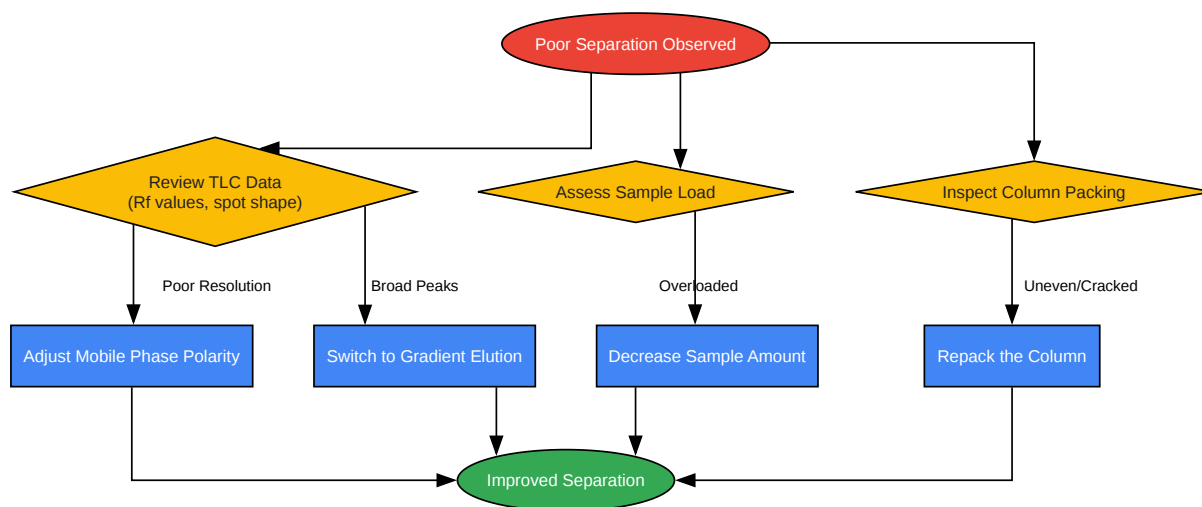 Poor Separation Observed
Review TLC Data
(Rf values, spot shape)
Assess Sample Load
Inspect Column Packing
Poor Resolution
Broad Peaks
Overloaded
Uneven/Cracked
Adjust Mobile Phase Polarity
Switch to Gradient Elution
Decrease Sample Amount
Repack the Column
Improved Separation